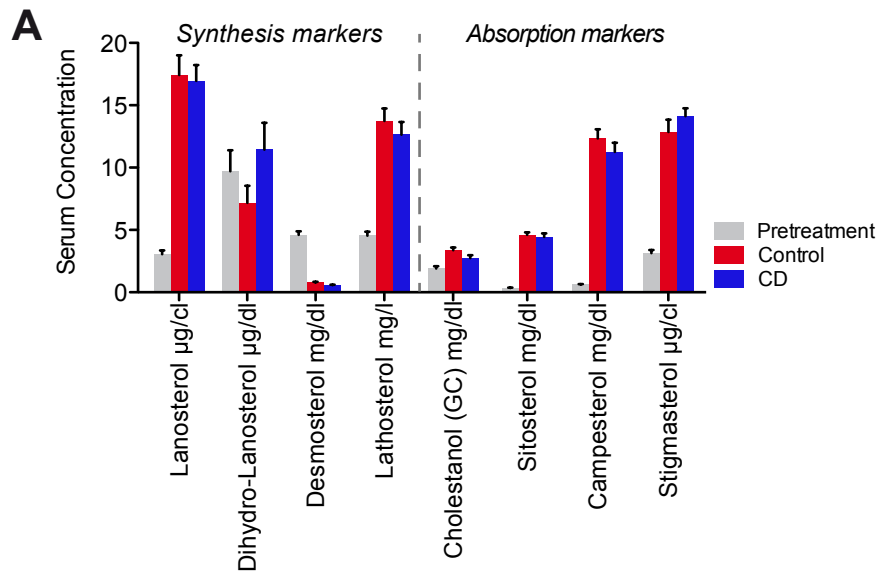 A
Synthesis markers
Absorption markers
20
15
10
5
0
Serum Concentration
Pretreatment
Control
CD
Lanosterol µg/cl
Dihydro-Lanosterol µg/dl
Desmosterol mg/dl
Lathosterol mg/l
Cholestanol (GC) mg/dl
Sitosterol mg/dl
Campesterol mg/dl
Stigmasterol µg/cl